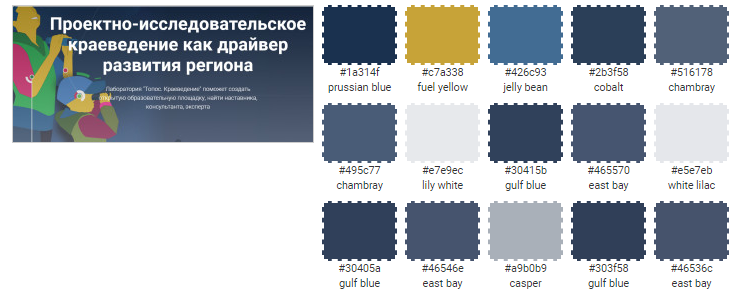 Проектно-исследовательское
краеведение как драйвер
развития региона
Лаборатория "Голос. Краеведение" поможет создать
открытую образовательную площадку, найти наставника,
консультанта, эксперта
#1a314f
prussian blue
#c7a338
fuel yellow
#426c93
jelly bean
#2b3f58
cobalt
#516178
chambray
#495c77
chambray
#e7e9ec
lily white
#30415b
gulf blue
#465570
east bay
#e5e7eb
white lilac
#30405a
gulf blue
#46546e
east bay
#a9b0b9
casper
#303f58
gulf blue
#46536c
east bay